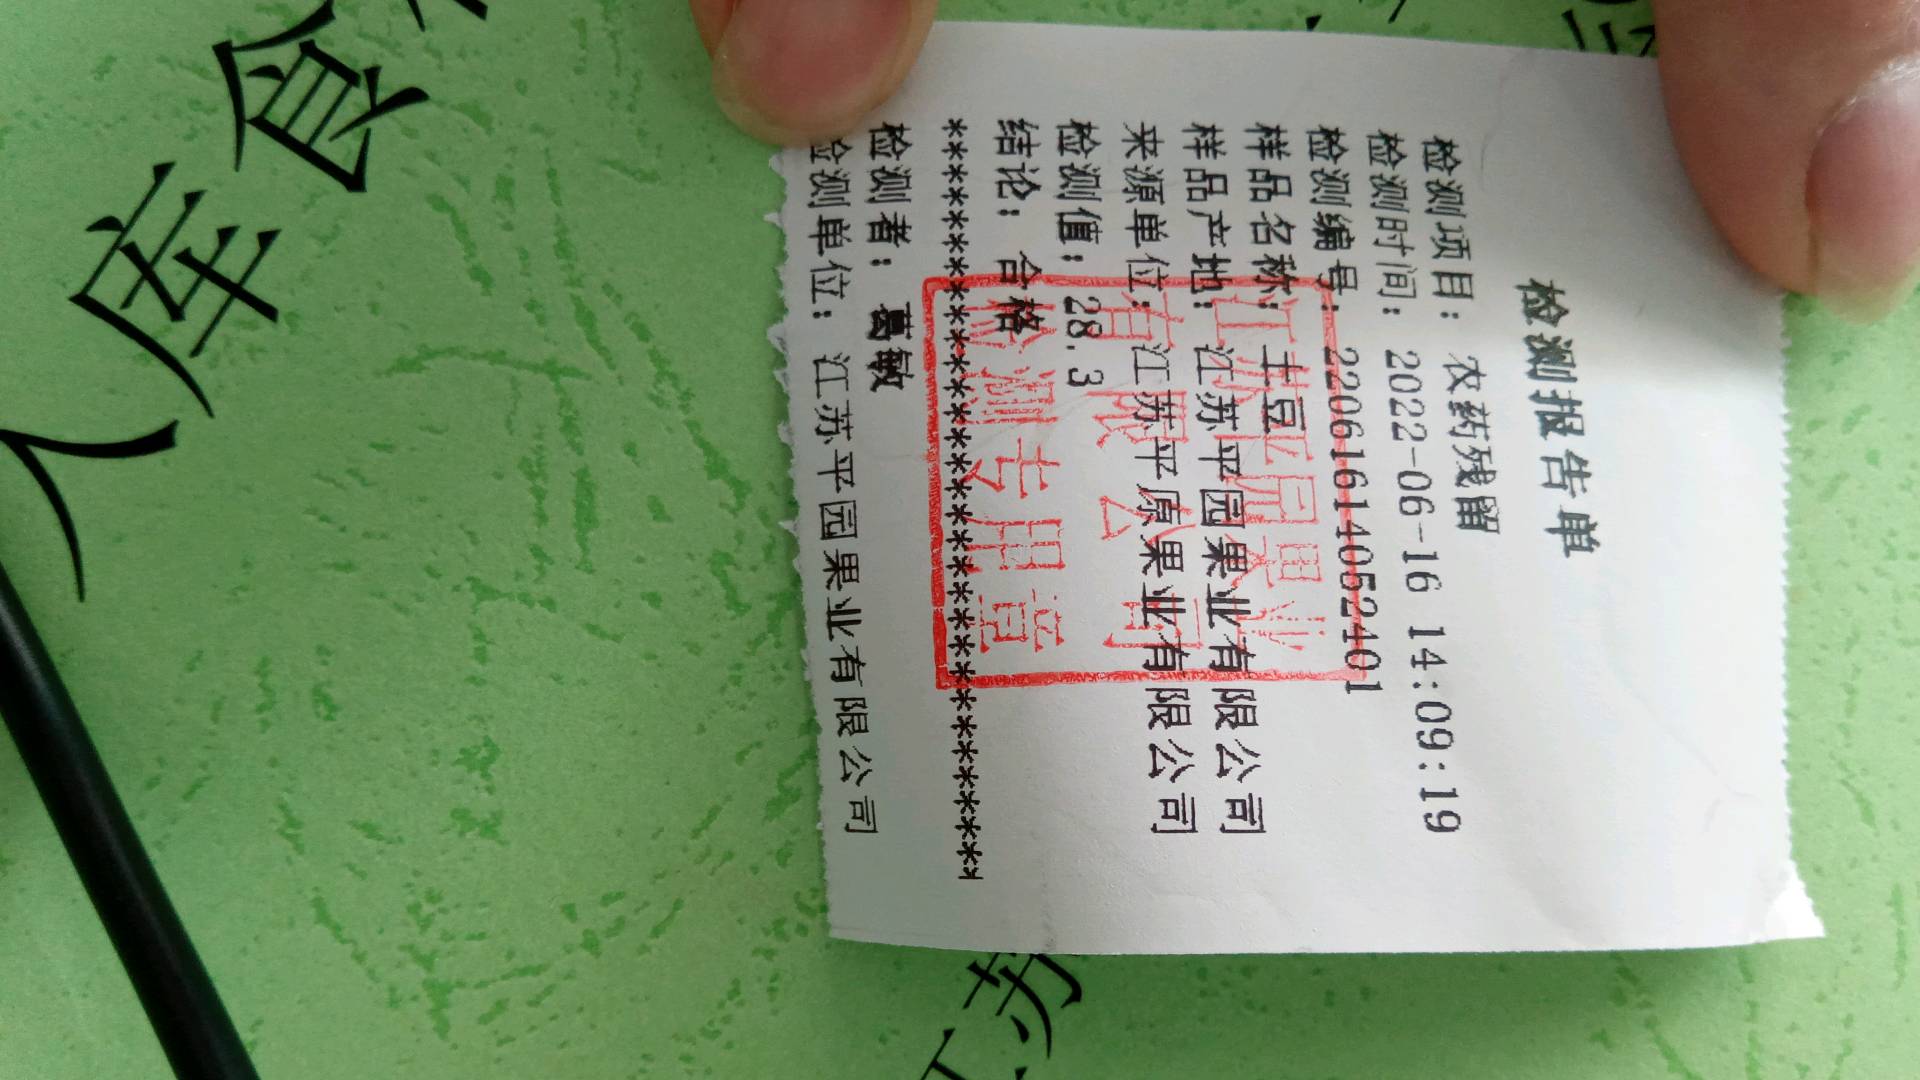 检测报告单
检测项目： 农药残留
检测时间： 2022-06-16 14:09:19
检测编号： 22061614052401
样品名称： 土豆
样品产地： 江苏平园果业有限公司
来源单位： 江苏平原果业有限公司
检测值： 28.3
结论： 合格
检测者： 葛敏
检测单位： 江苏平园果业有限公司
江苏平园果业
有限公司
检测专用章
入库食
江苏